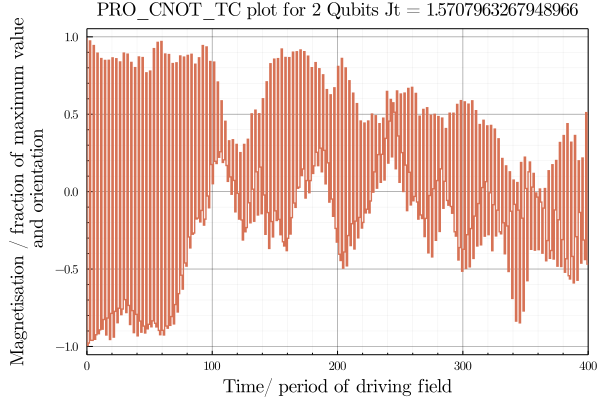 PRO_CNOT_TC plot for 2 Qubits Jt = 1.5707963267948966
Magnetisation / fraction of maximum value
and orientation
1.0
0.5
0.0
−0.5
−1.0
0 100 200 300 400
Time/ period of driving field